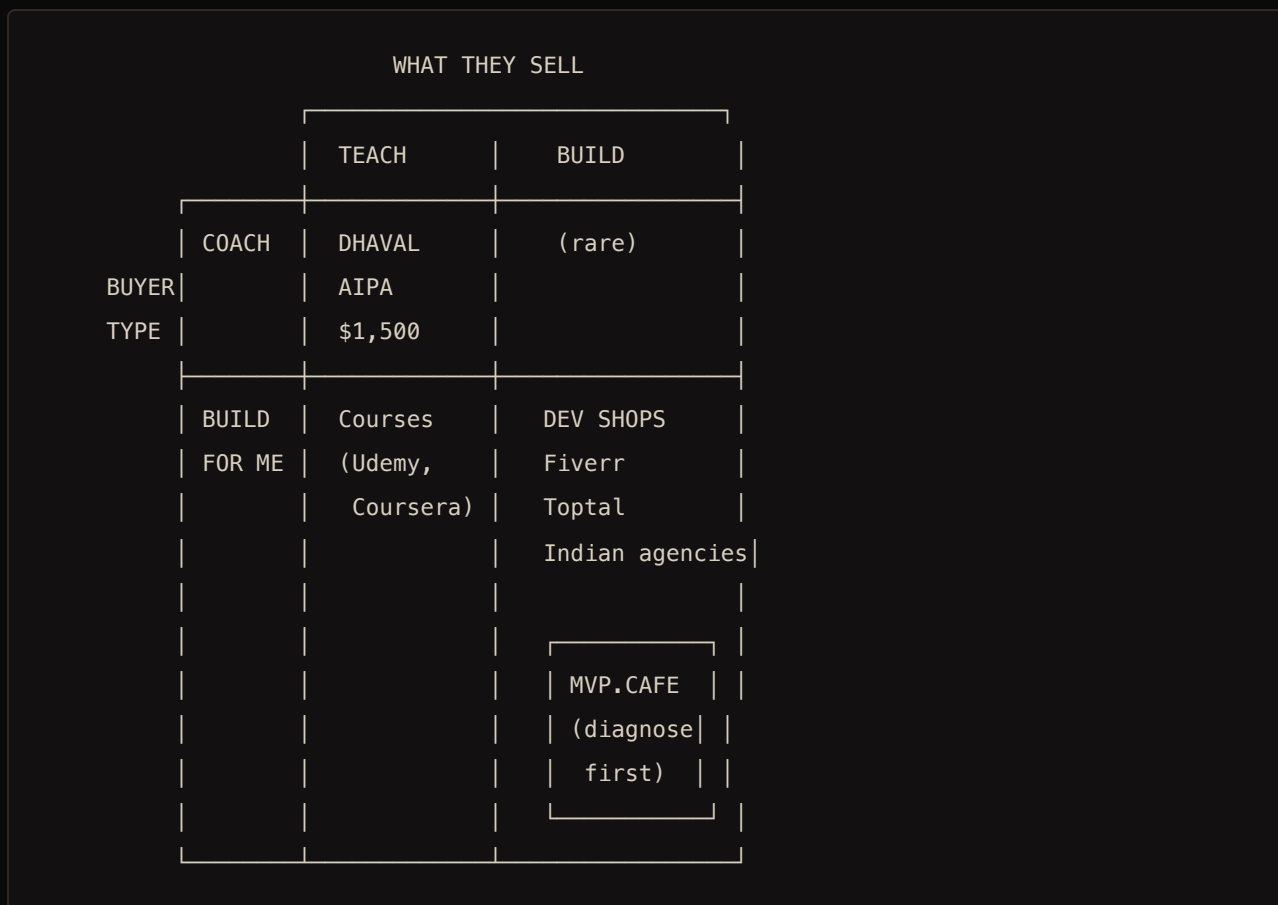 WHAT THEY SELL
TEACH BUILD
COACH DHAVAL (rare)
BUYER AIPA
TYPE $1,500
BUILD Courses DEV SHOPS
FOR ME (Udemy, Fiverr
Coursera) Toptal
Indian agencies
MVP.CAFE
(diagnose
first)